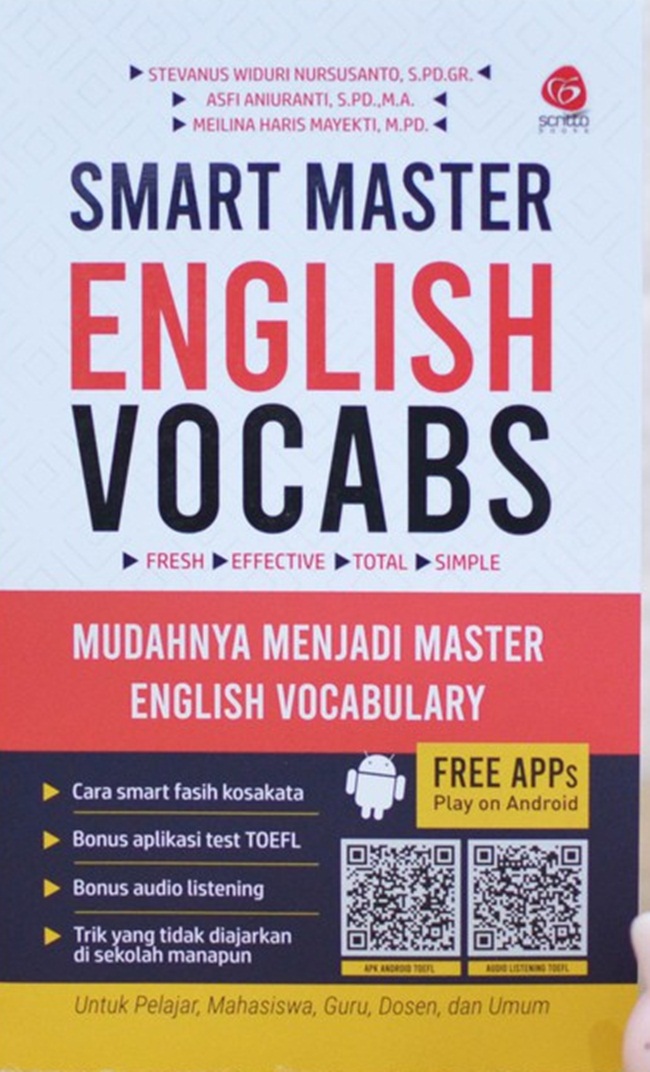 STEVANUS WIDURI NURSUSANTO, S.PD.GR.
ASFI ANIURANTI, S.PD.,M.A.
MEILINA HARIS MAYEKTI, M.PD.
scritto
BOOKS
SMART MASTER
ENGLISH
VOCABS
FRESH EFFECTIVE TOTAL SIMPLE
MUDAHNYA MENJADI MASTER
ENGLISH VOCABULARY
Cara smart fasih kosakata
Bonus aplikasi test TOEFL
Bonus audio listening
Trik yang tidak diajarkan
di sekolah manapun
FREE APPs
Play on Android
APK ANDROID TOEFL
AUDIO LISTENING TOEFL
Untuk Pelajar, Mahasiswa, Guru, Dosen, dan Umum